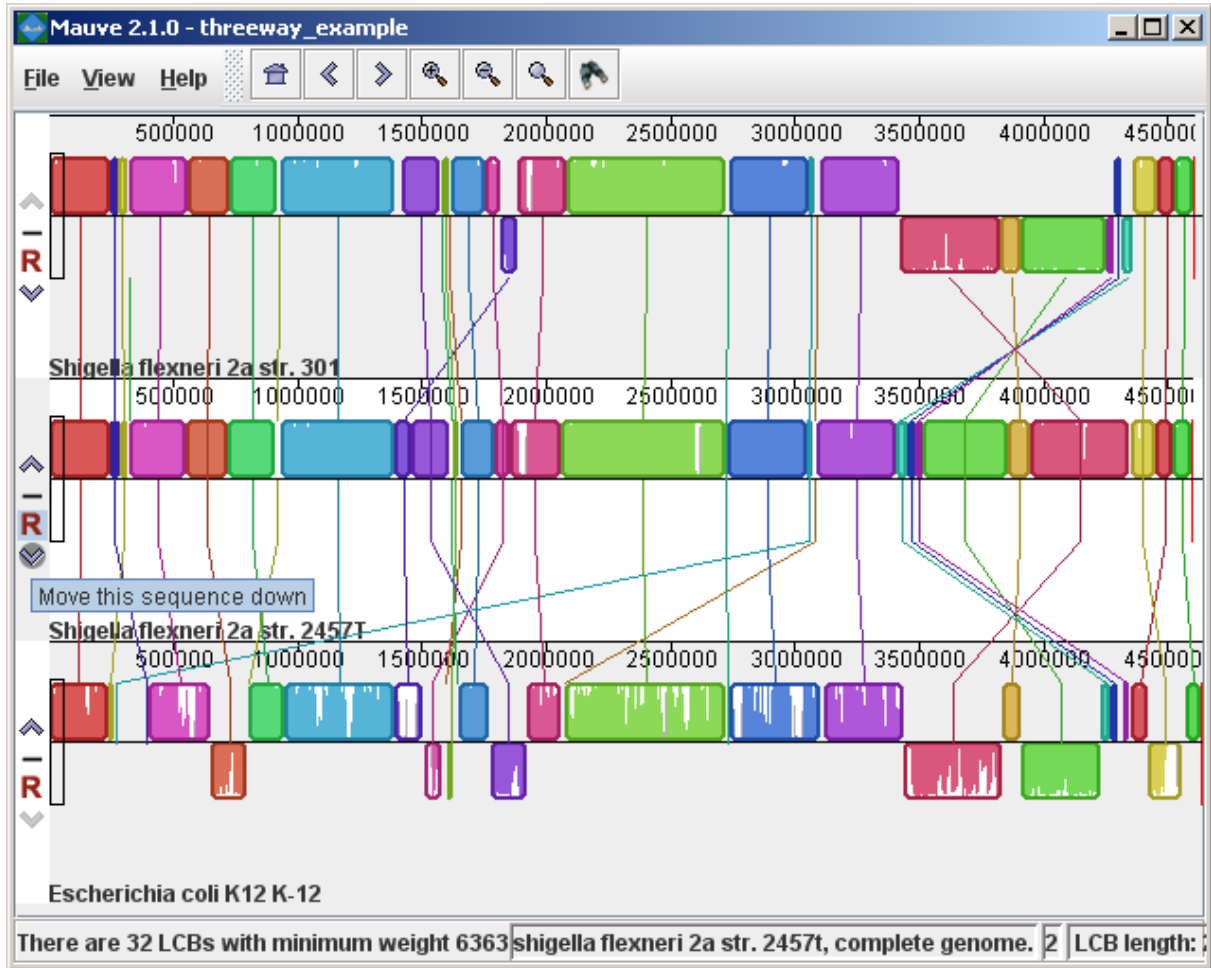 Mauve 2.1.0 - threeway_example
File View Help
500000 1000000 1500000 2000000 2500000 3000000 3500000 4000000 450000
R
Shigella flexneri 2a str. 301
500000 1000000 1500000 2000000 2500000 3000000 3500000 4000000 450000
R
Move this sequence down
Shigella flexneri 2a str. 2457T
500000 1000000 1500000 2000000 2500000 3000000 3500000 4000000 450000
R
Escherichia coli K12 K-12
There are 32 LCBs with minimum weight 6363 shigella flexneri 2a str. 2457t, complete genome. 2 LCB length: